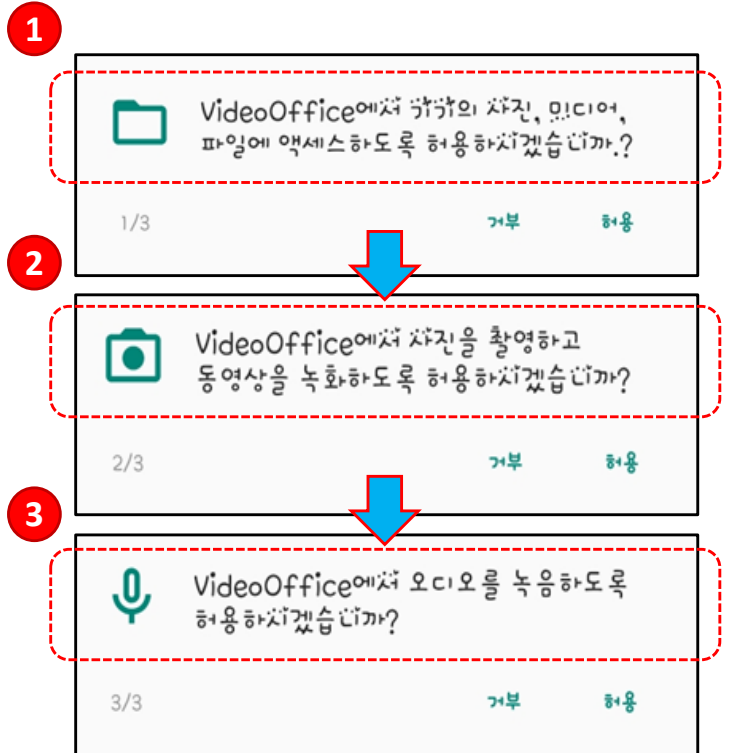 1
VideoOffice에서 기기의 사진, 미디어,
파일에 액세스하도록 허용하시겠습니까?
1/3 거부 허용
2
VideoOffice에서 사진을 촬영하고
동영상을 녹화하도록 허용하시겠습니까?
2/3 거부 허용
3
VideoOffice에서 오디오를 녹음하도록
허용하시겠습니까?
3/3 거부 허용